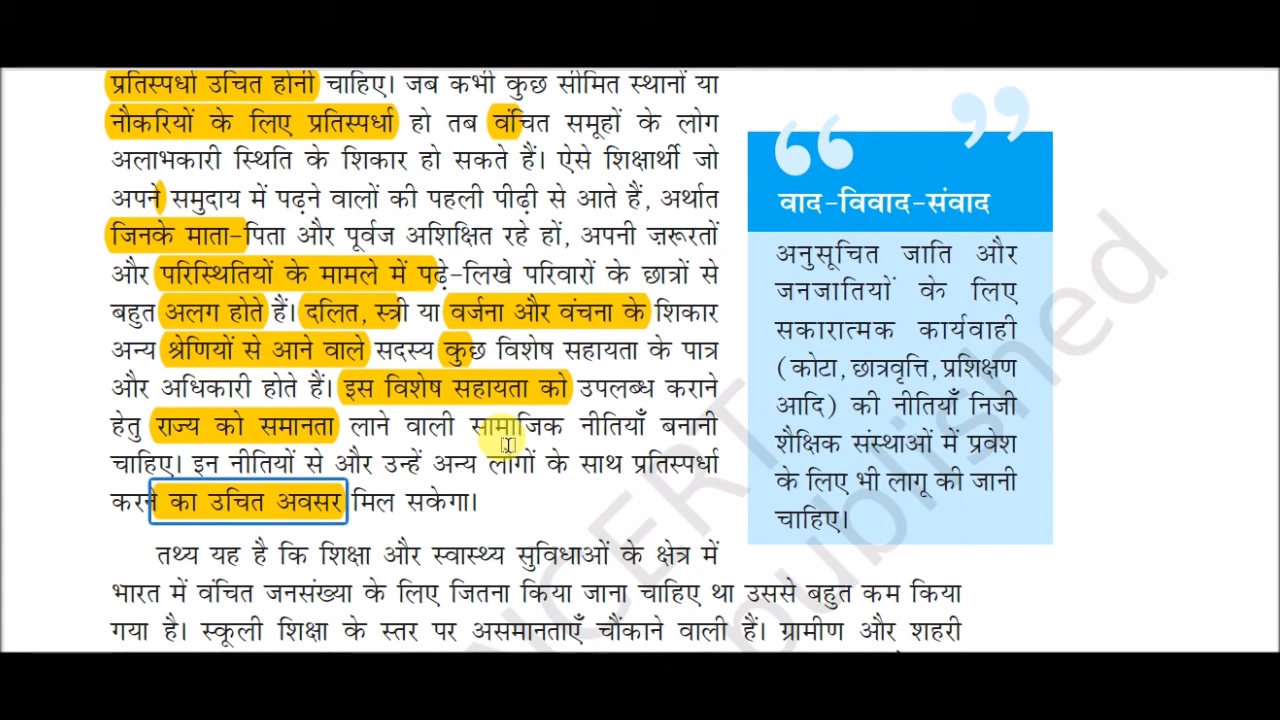 प्रतिस्पर्धा उचित होनी चाहिए। जब कभी कुछ सीमित स्थानों या
नौकरियों के लिए प्रतिस्पर्धा हो तब वंचित समूहों के लोग
अलाभकारी स्थिति के शिकार हो सकते हैं। ऐसे शिक्षार्थी जो
अपने समुदाय में पढ़ने वालों की पहली पीढ़ी से आते हैं, अर्थात
जिनके माता-पिता और पूर्वज अशिक्षित रहे हों, अपनी ज़रूरतों
और परिस्थितियों के मामले में पढ़े-लिखे परिवारों के छात्रों से
बहुत अलग होते हैं। दलित, स्त्री या वर्जना और वंचना के शिकार
अन्य श्रेणियों से आने वाले सदस्य कुछ विशेष सहायता के पात्र
और अधिकारी होते हैं। इस विशेष सहायता को उपलब्ध कराने
हेतु राज्य को समानता लाने वाली सामाजिक नीतियाँ बनानी
चाहिए। इन नीतियों से और उन्हें अन्य लोगों के साथ प्रतिस्पर्धा
करने का उचित अवसर मिल सकेगा।
तथ्य यह है कि शिक्षा और स्वास्थ्य सुविधाओं के क्षेत्र में
भारत में वंचित जनसंख्या के लिए जितना किया जाना चाहिए था उससे बहुत कम किया
गया है। स्कूली शिक्षा के स्तर पर असमानताएँ चौंकाने वाली हैं। ग्रामीण और शहरी
❝ ❞
वाद-विवाद-संवाद
अनुसूचित जाति और
जनजातियों के लिए
सकारात्मक कार्यवाही
(कोटा, छात्रवृत्ति, प्रशिक्षण
आदि) की नीतियाँ निजी
शैक्षिक संस्थाओं में प्रवेश
के लिए भी लागू की जानी
चाहिए।
NCERT
published